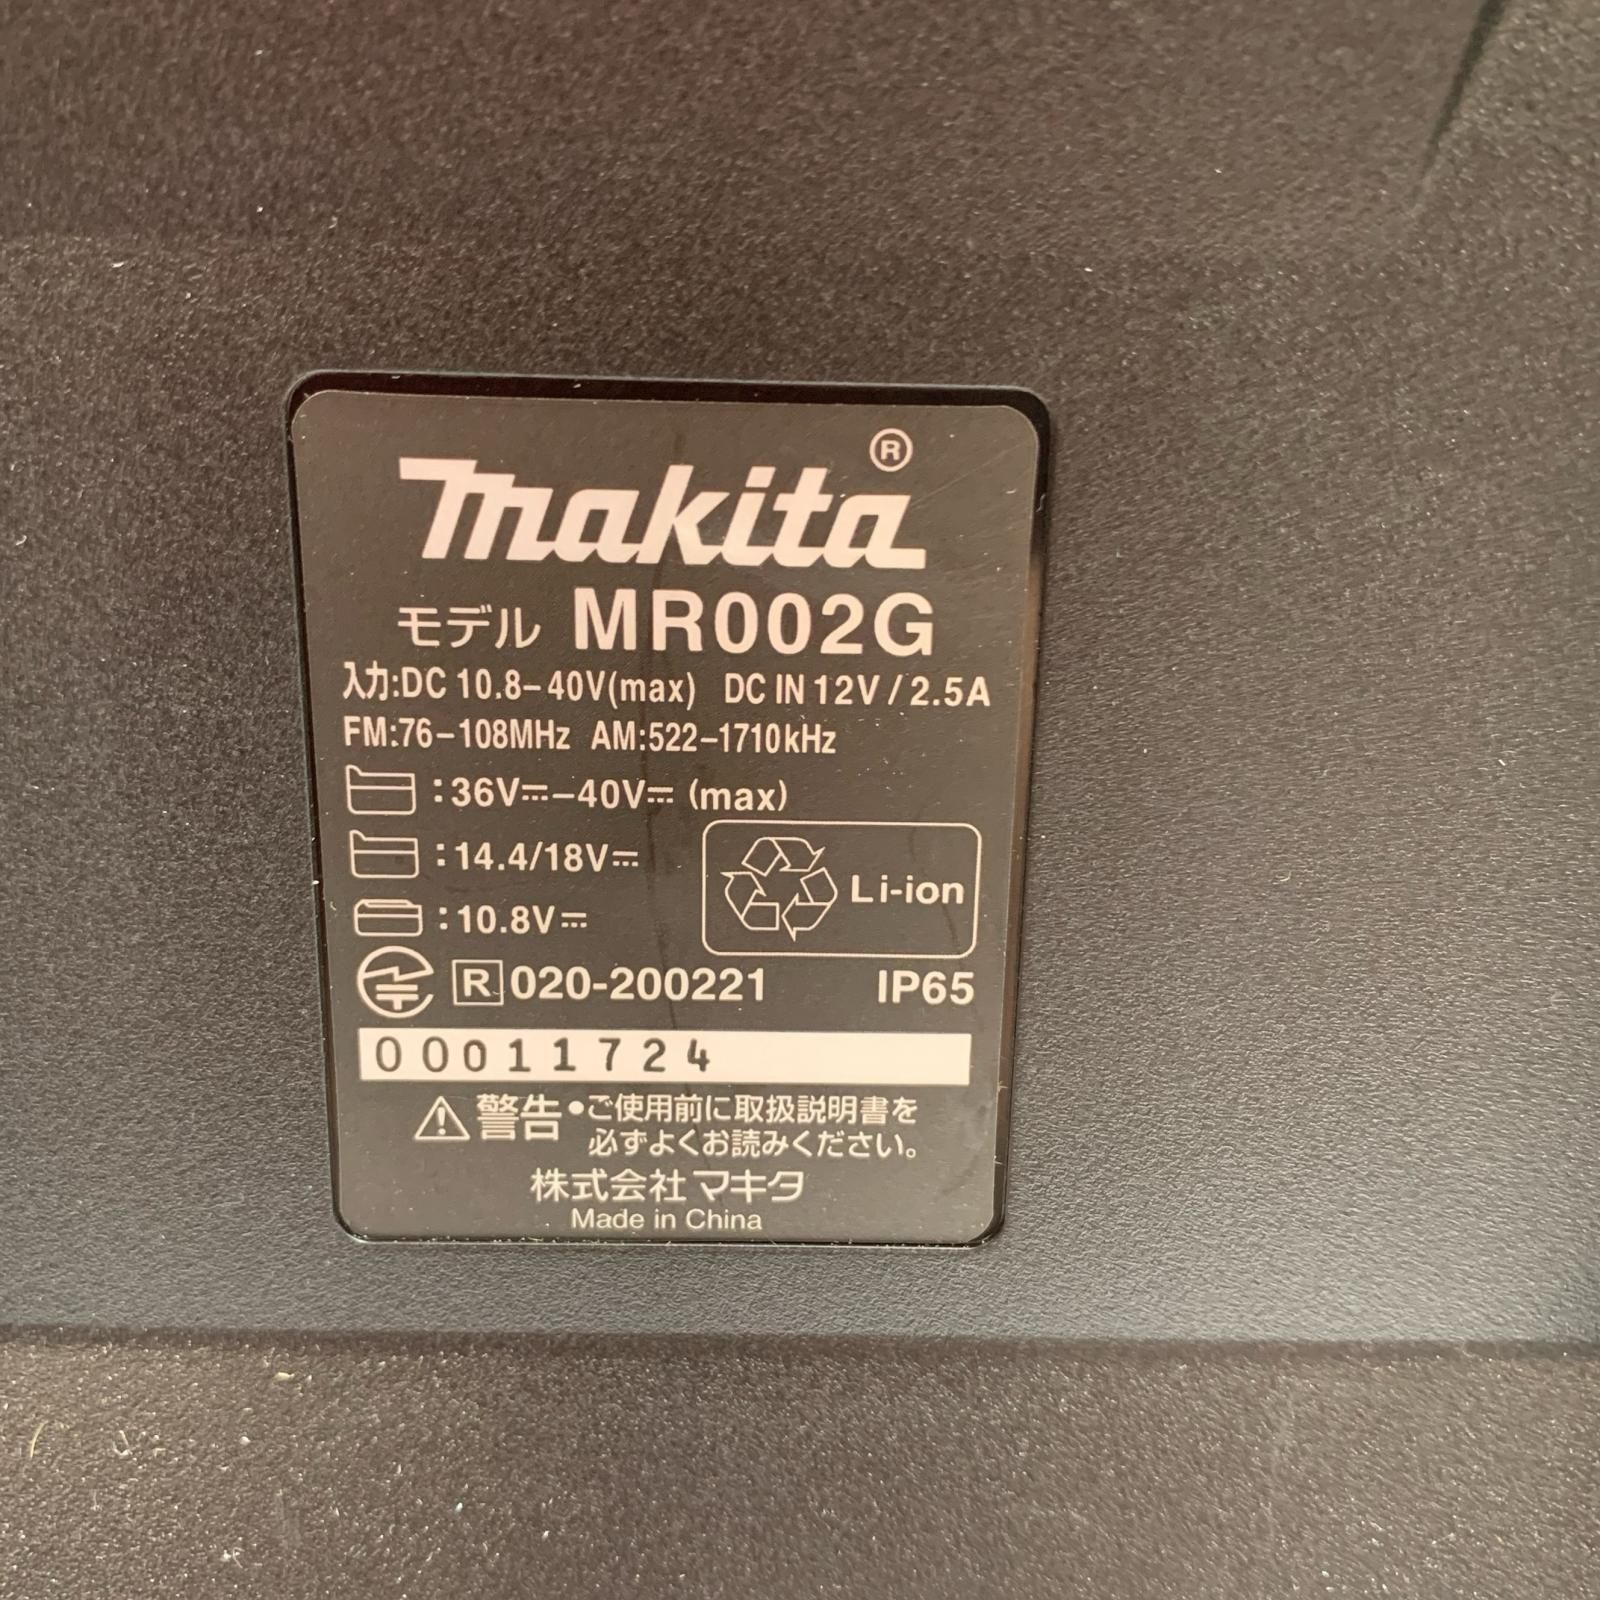 makita®
モデル MR002G
入力:DC 10.8-40V(max) DC IN 12V / 2.5A
FM:76-108MHz AM:522-1710kHz
:36V⎓-40V⎓ (max)
:14.4/18V⎓
Li-ion
:10.8V⎓
R 020-200221 IP65
00011724
⚠警告 •ご使用前に取扱説明書を
必ずよくお読みください。
株式会社マキタ
Made in China